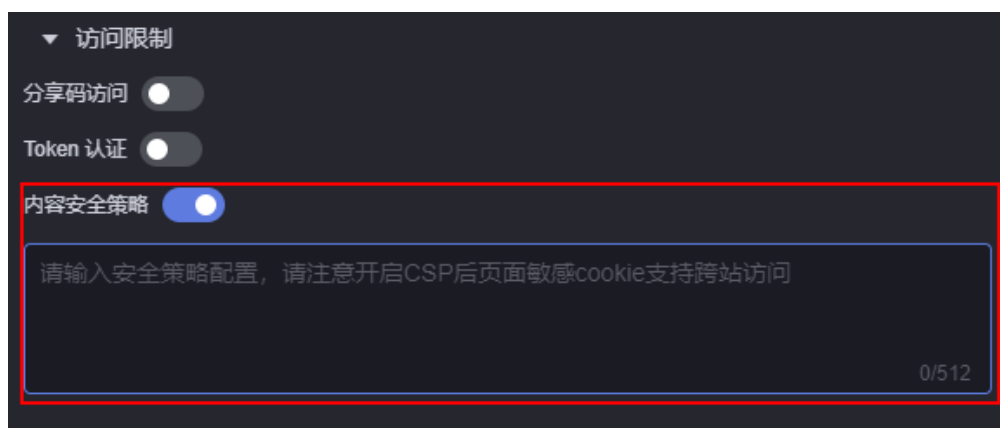 访问限制
分享码访问
Token 认证
内容安全策略
请输入安全策略配置，请注意开启CSP后页面敏感cookie支持跨站访问
0/512